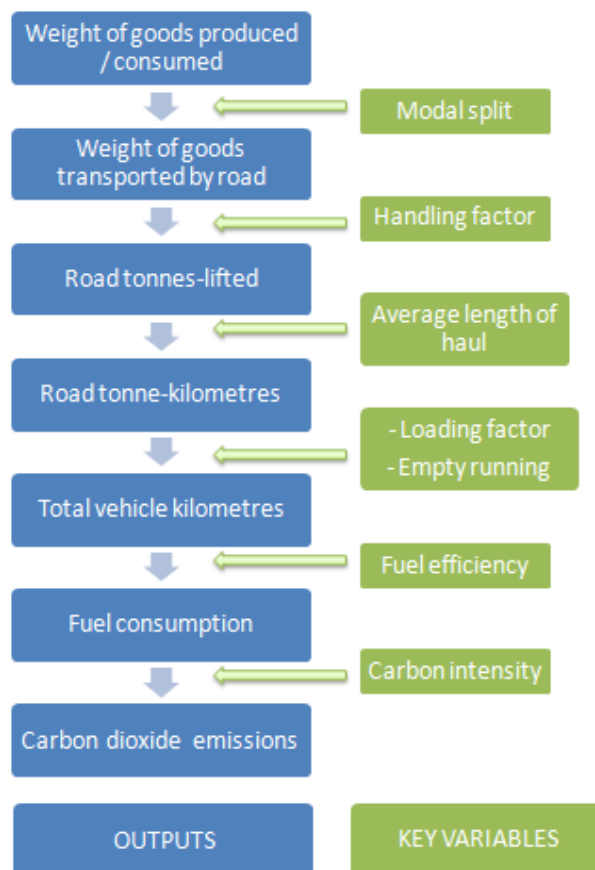 Weight of goods produced
/ consumed
Modal split
Weight of goods
transported by road
Handling factor
Road tonnes-lifted
Average length of
haul
Road tonne-kilometres
- Loading factor
- Empty running
Total vehicle kilometres
Fuel efficiency
Fuel consumption
Carbon intensity
Carbon dioxide emissions
OUTPUTS
KEY VARIABLES